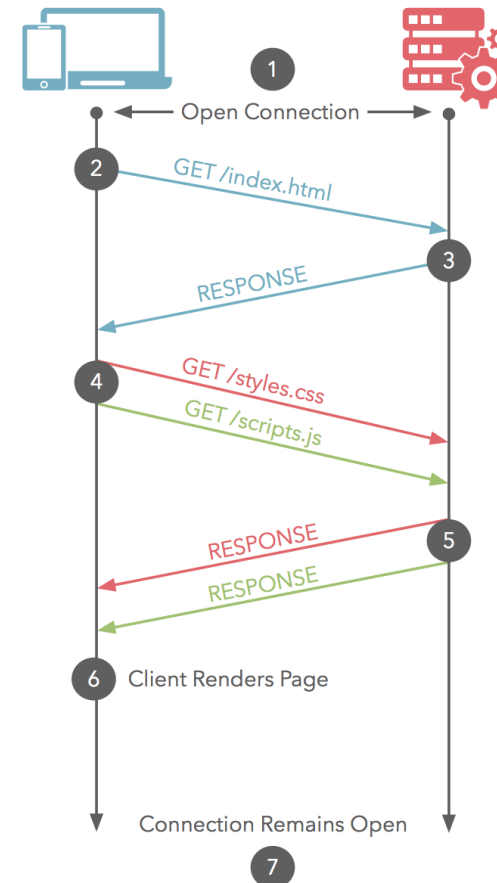 1
Open Connection
2
GET /index.html
3
RESPONSE
4
GET /styles.css
GET /scripts.js
5
RESPONSE
RESPONSE
6 Client Renders Page
Connection Remains Open
7